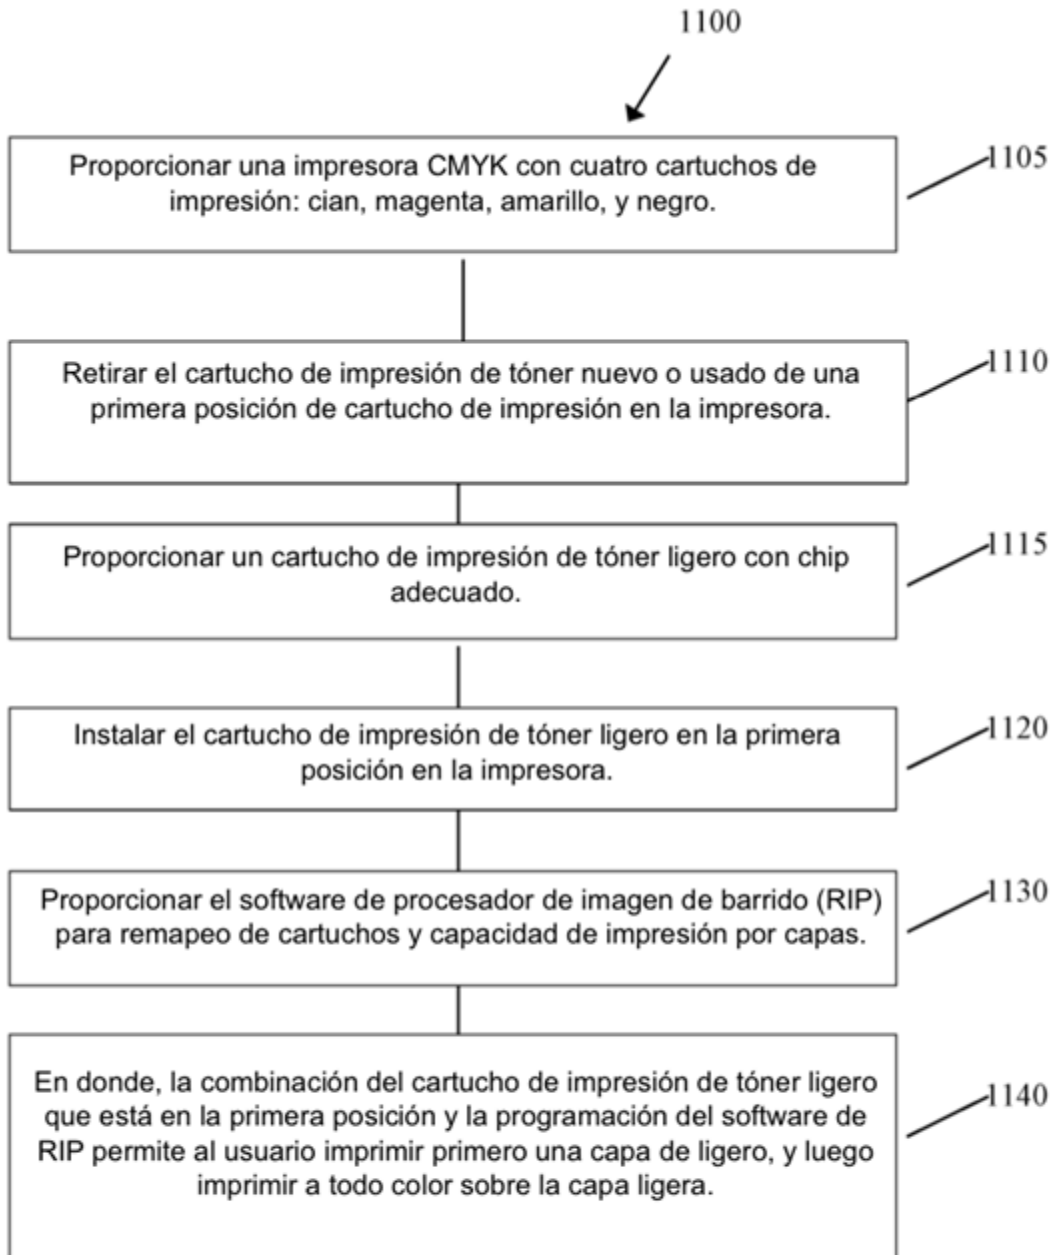 1100
Proporcionar una impresora CMYK con cuatro cartuchos de
impresión: cian, magenta, amarillo, y negro.
1105
Retirar el cartucho de impresión de tóner nuevo o usado de una
primera posición de cartucho de impresión en la impresora.
1110
Proporcionar un cartucho de impresión de tóner ligero con chip
adecuado.
1115
Instalar el cartucho de impresión de tóner ligero en la primera
posición en la impresora.
1120
Proporcionar el software de procesador de imagen de barrido (RIP)
para remapeo de cartuchos y capacidad de impresión por capas.
1130
En donde, la combinación del cartucho de impresión de tóner ligero
que está en la primera posición y la programación del software de
RIP permite al usuario imprimir primero una capa de ligero, y luego
imprimir a todo color sobre la capa ligera.
1140